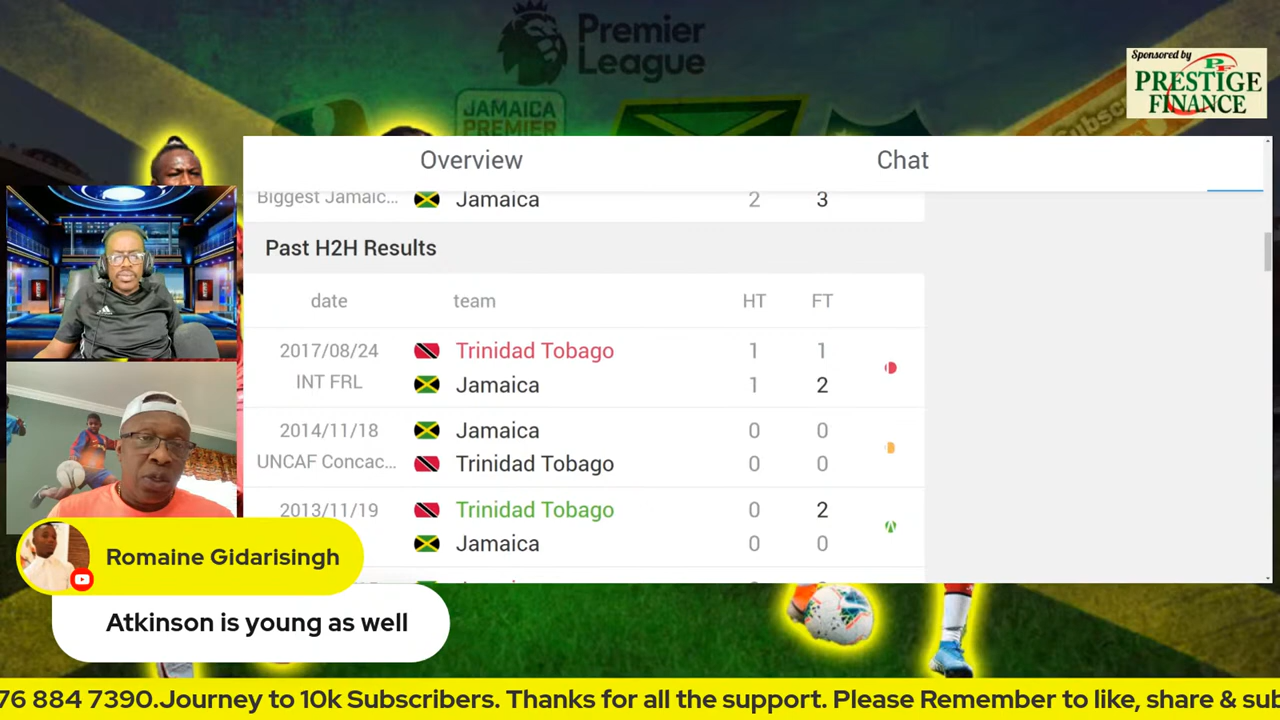 Premier
League
Sponsored by
PF
PRESTIGE
FINANCE
JAMAICA
PREMIER
Subsc
Overview
Chat
Biggest Jamaic... Jamaica 2 3
Past H2H Results
date team HT FT
2017/08/24 Trinidad Tobago 1 1
INT FRL Jamaica 1 2
2014/11/18 Jamaica 0 0
UNCAF Concac... Trinidad Tobago 0 0
2013/11/19 Trinidad Tobago 0 2
Jamaica 0 0
Romaine Gidarisingh
Atkinson is young as well
76 884 7390.Journey to 10k Subscribers. Thanks for all the support. Please Remember to like, share & sub